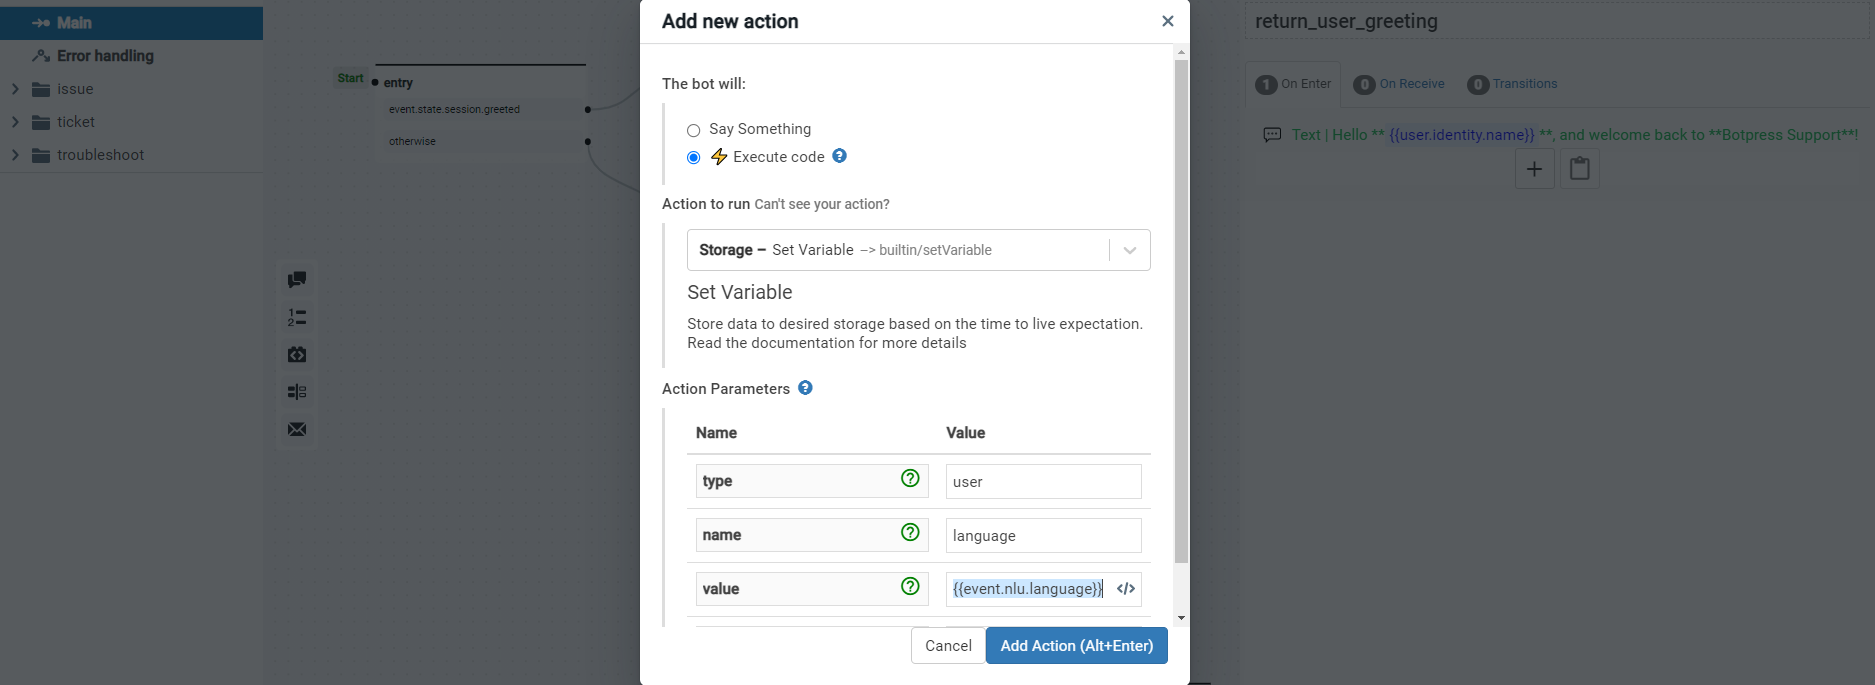 Main
Error handling
issue
ticket
troubleshoot
Start
entry
event.state.session.greeted
otherwise
1
2
Add new action
The bot will:
Say Something
Execute code
Action to run Can't see your action?
Storage – Set Variable --> builtin/setVariable
Set Variable
Store data to desired storage based on the time to live expectation.
Read the documentation for more details
Action Parameters
Name Value
type user
name language
value {{event.nlu.language}} </>
Cancel Add Action (Alt+Enter)
return_user_greeting
1 On Enter 0 On Receive 0 Transitions
Text | Hello ** {{user.identity.name}} **, and welcome back to **Botpress Support**!